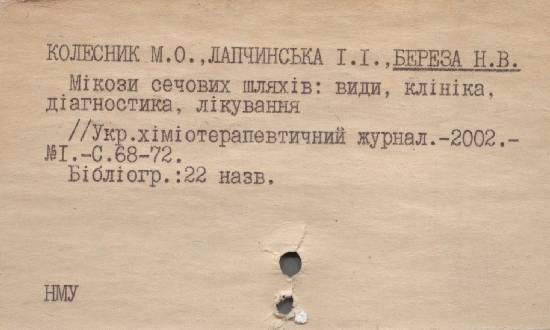 КОЛЕСНИК М.О.,ЛАПЧИНСЬКА І.І.,БЕРЕЗА Н.В.
Мікози сечових шляхів: види, клініка,
діагностика, лікування
//Укр.хіміотерапевтичний журнал.-2002.-
№І.-С.68-72.
Бібліогр.:22 назв.
НМУ